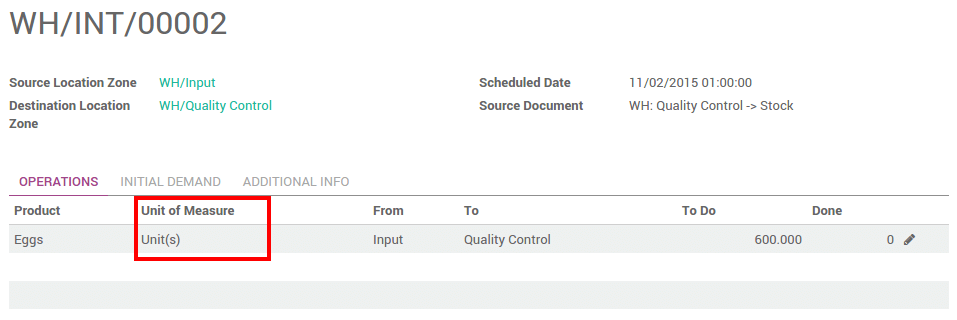 WH/INT/00002
Source Location Zone WH/Input Scheduled Date 11/02/2015 01:00:00
Destination Location Zone WH/Quality Control Source Document WH: Quality Control -> Stock
OPERATIONS INITIAL DEMAND ADDITIONAL INFO
Product Unit of Measure From To To Do Done
Eggs Unit(s) Input Quality Control 600.000 0